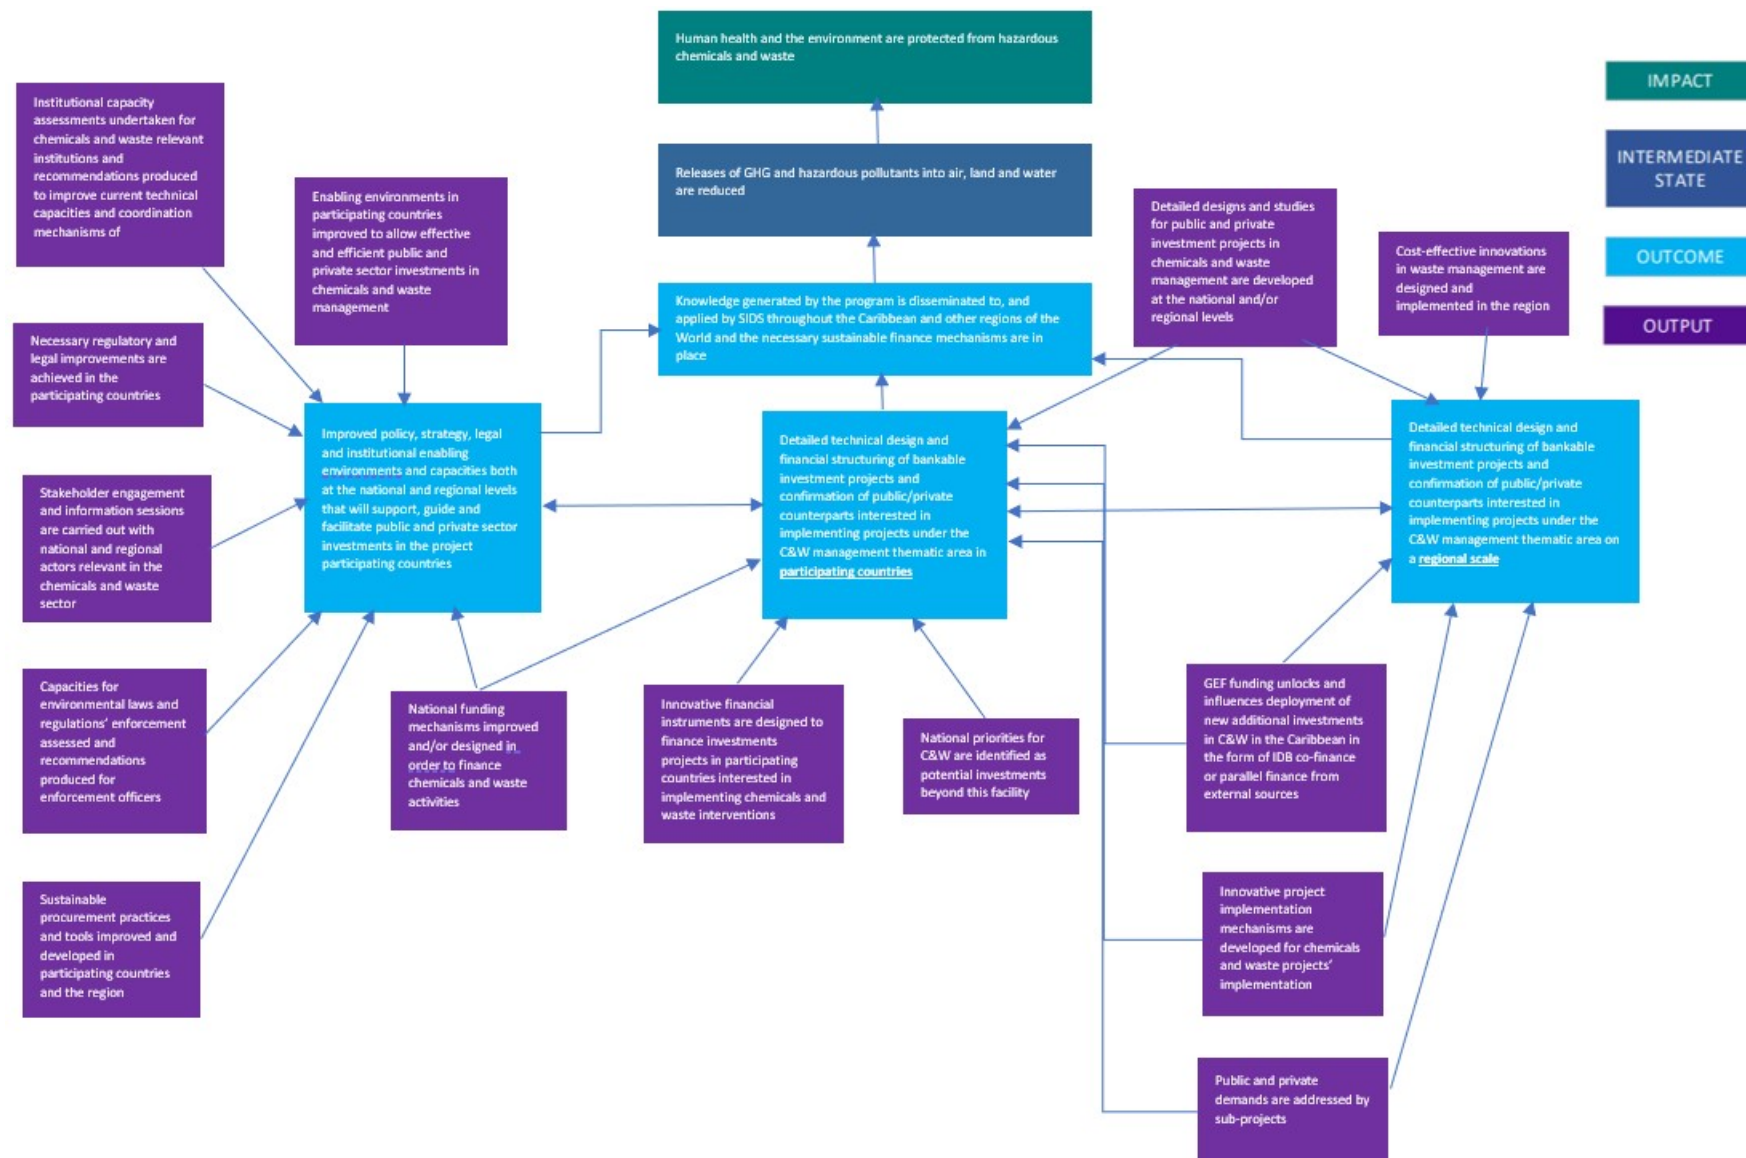 Human health and the environment are protected from hazardous
chemicals and waste
IMPACT
Institutional capacity
assessments undertaken for
chemicals and waste relevant
institutions and
recommendations produced
to improve current technical
capacities and coordination
mechanisms of
Releases of GHG and hazardous pollutants into air, land and water
are reduced
INTERMEDIATE
STATE
Enabling environments in
participating countries
improved to allow effective
and efficient public and
private sector investments in
chemicals and waste
management
Detailed designs and studies
for public and private
investment projects in
chemicals and waste
management are developed
at the national and/or
regional levels
Cost-effective innovations
in waste management are
designed and
implemented in the region
OUTCOME
OUTPUT
Knowledge generated by the program is disseminated to, and
applied by SIDS throughout the Caribbean and other regions of the
World and the necessary sustainable finance mechanisms are in
place
Necessary regulatory and
legal improvements are
achieved in the
participating countries
Improved policy, strategy, legal
and institutional enabling
environments and capacities both
at the national and regional levels
that will support, guide and
facilitate public and private sector
investments in the project
participating countries
Detailed technical design and
financial structuring of bankable
investment projects and
confirmation of public/private
counterparts interested in
implementing projects under the
C&W management thematic area in
participating countries
Detailed technical design and
financial structuring of bankable
investment projects and
confirmation of public/private
counterparts interested in
implementing projects under the
C&W management thematic area on
a regional scale
Stakeholder engagement
and information sessions
are carried out with
national and regional
actors relevant in the
chemicals and waste
sector
Capacities for
environmental laws and
regulations' enforcement
assessed and
recommendations
produced for
enforcement officers
National funding
mechanisms improved
and/or designed in
order to finance
chemicals and waste
activities
Innovative financial
instruments are designed to
finance investments
projects in participating
countries interested in
implementing chemicals and
waste interventions
National priorities for
C&W are identified as
potential investments
beyond this facility
GEF funding unlocks and
influences deployment of
new additional investments
in C&W in the Caribbean in
the form of IDB co-finance
or parallel finance from
external sources
Sustainable
procurement practices
and tools improved and
developed in
participating countries
and the region
Innovative project
implementation
mechanisms are
developed for chemicals
and waste projects'
implementation
Public and private
demands are addressed by
sub-projects